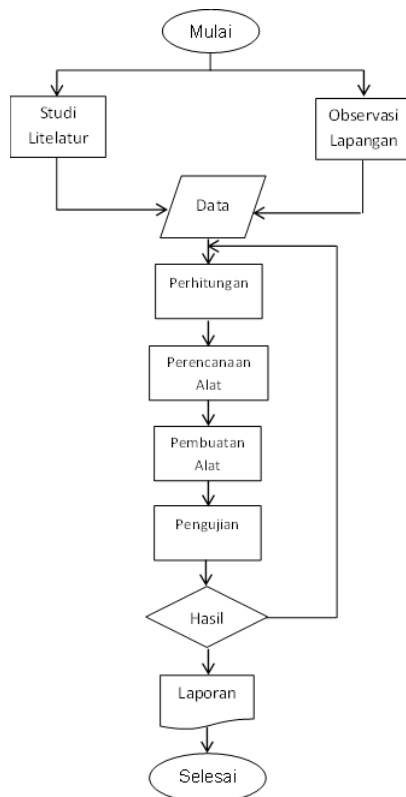 Mulai
Studi
Litelatur
Observasi
Lapangan
Data
Perhitungan
Perencanaan
Alat
Pembuatan
Alat
Pengujian
Hasil
Laporan
Selesai